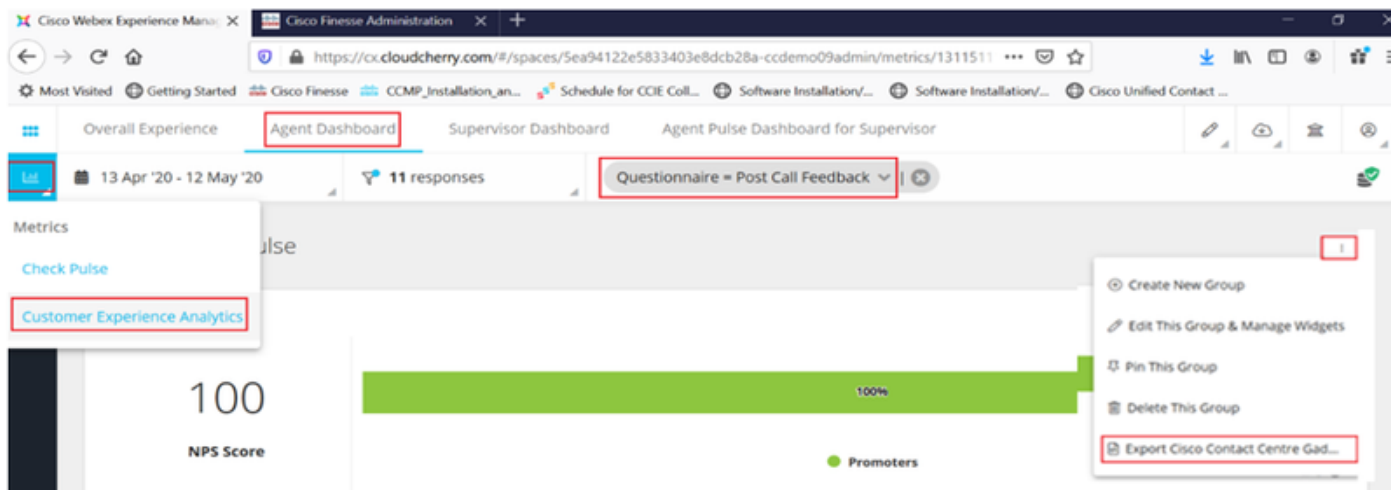 Cisco Webex Experience Manag
Cisco Finesse Administration
https://cx.cloudcherry.com/#/spaces/5ea94122e5833403e8dcb28a-ccdemo09admin/metrics/1311511
Most Visited Getting Started Cisco Finesse CCMP_Installation_an... Schedule for CCIE Coll... Software Installation/... Software Installation/... Cisco Unified Contact ...
Overall Experience Agent Dashboard Supervisor Dashboard Agent Pulse Dashboard for Supervisor
13 Apr '20 - 12 May '20 11 responses Questionnaire = Post Call Feedback
Metrics
ulse
Check Pulse
Customer Experience Analytics
Create New Group
Edit This Group & Manage Widgets
Pin This Group
Delete This Group
Export Cisco Contact Centre Gad...
100
NPS Score
100%
Promoters